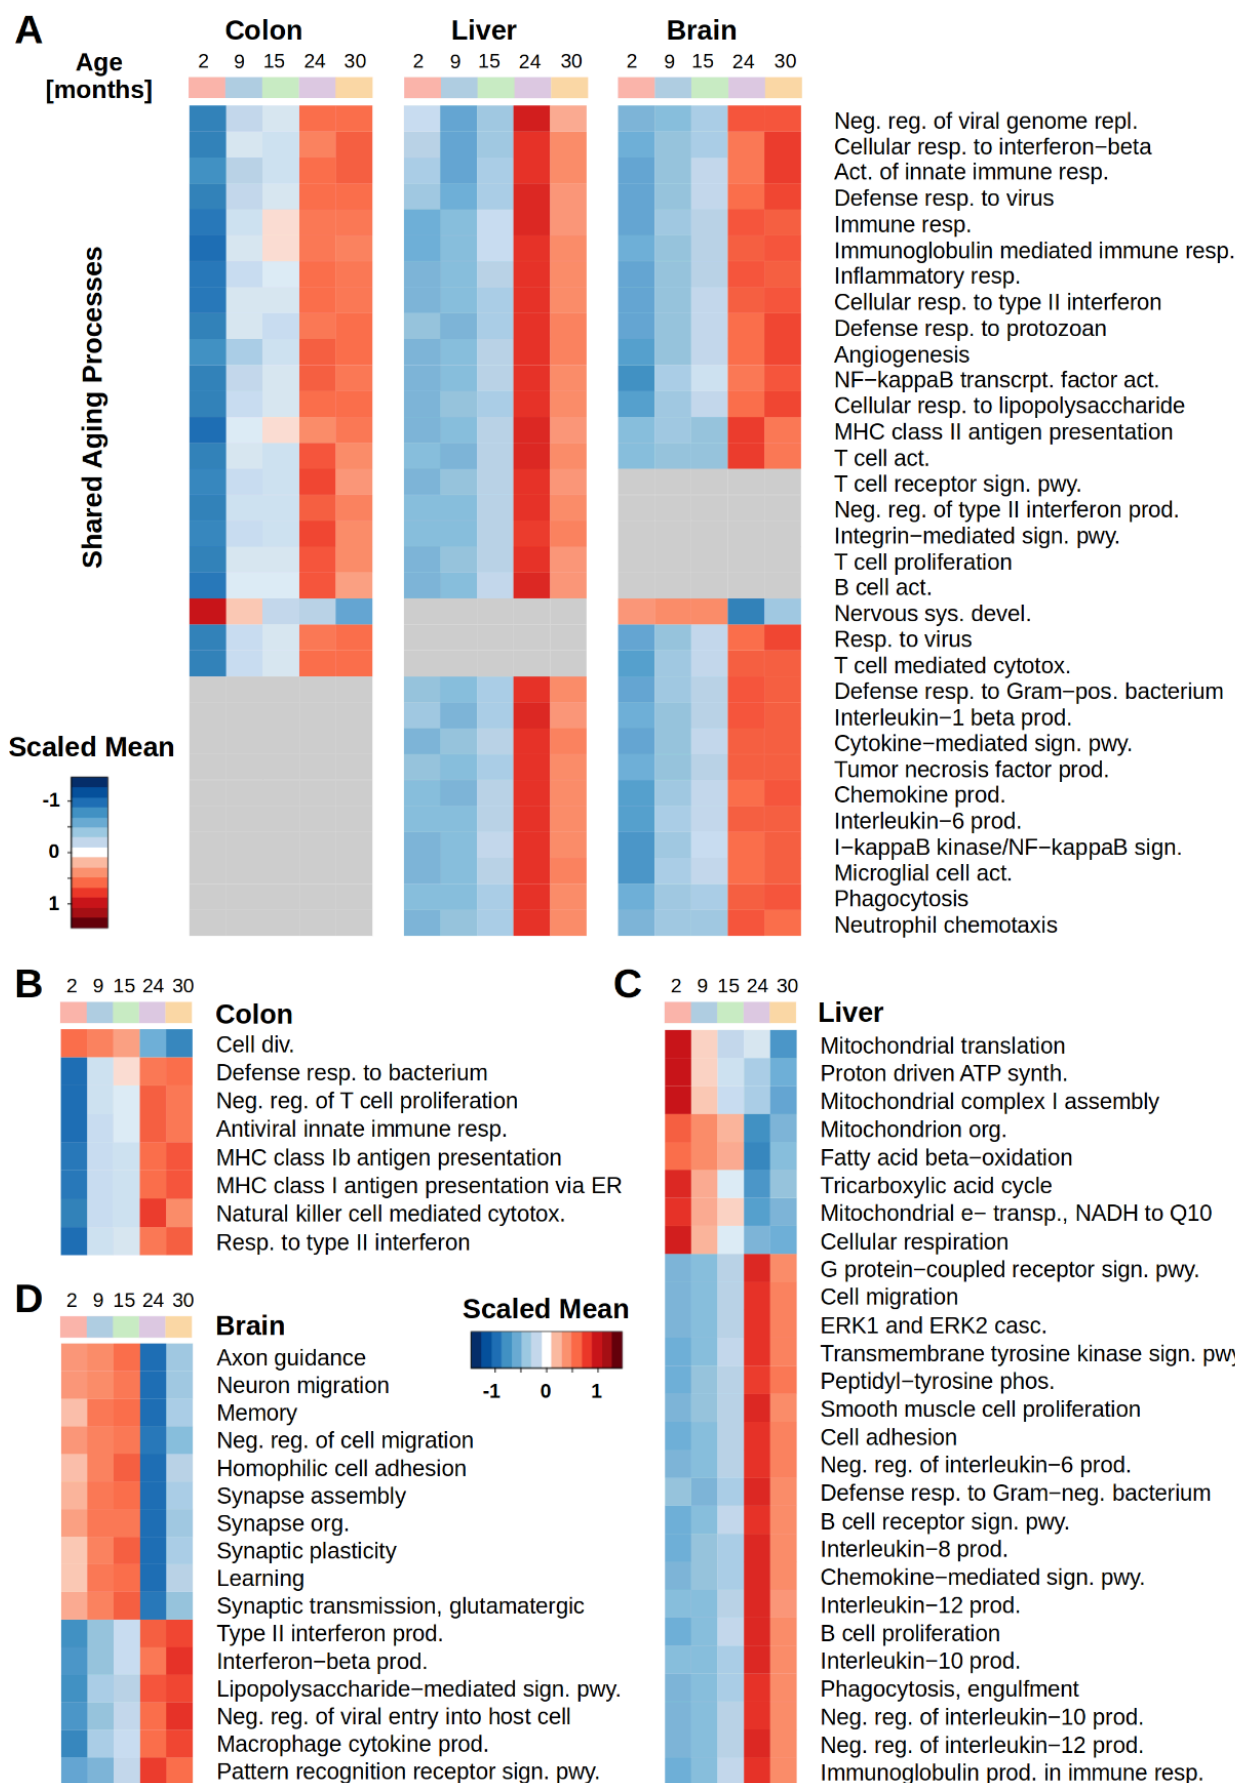 A
Colon
Liver
Brain
Age
[months]
2 9 15 24 30
2 9 15 24 30
2 9 15 24 30
Shared Aging Processes
Neg. reg. of viral genome repl.
Cellular resp. to interferon−beta
Act. of innate immune resp.
Defense resp. to virus
Immune resp.
Immunoglobulin mediated immune resp.
Inflammatory resp.
Cellular resp. to type II interferon
Defense resp. to protozoan
Angiogenesis
NF−kappaB transcrpt. factor act.
Cellular resp. to lipopolysaccharide
MHC class II antigen presentation
T cell act.
T cell receptor sign. pwy.
Neg. reg. of type II interferon prod.
Integrin−mediated sign. pwy.
T cell proliferation
B cell act.
Nervous sys. devel.
Resp. to virus
T cell mediated cytotox.
Defense resp. to Gram−pos. bacterium
Interleukin−1 beta prod.
Cytokine−mediated sign. pwy.
Tumor necrosis factor prod.
Chemokine prod.
Interleukin−6 prod.
I−kappaB kinase/NF−kappaB sign.
Microglial cell act.
Phagocytosis
Neutrophil chemotaxis
Scaled Mean
-1
0
1
B
2 9 15 24 30
Colon
Cell div.
Defense resp. to bacterium
Neg. reg. of T cell proliferation
Antiviral innate immune resp.
MHC class Ib antigen presentation
MHC class I antigen presentation via ER
Natural killer cell mediated cytotox.
Resp. to type II interferon
C
2 9 15 24 30
Liver
Mitochondrial translation
Proton driven ATP synth.
Mitochondrial complex I assembly
Mitochondrion org.
Fatty acid beta−oxidation
Tricarboxylic acid cycle
Mitochondrial e− transp., NADH to Q10
Cellular respiration
G protein−coupled receptor sign. pwy.
Cell migration
ERK1 and ERK2 casc.
Transmembrane tyrosine kinase sign. pwy
Peptidyl−tyrosine phos.
Smooth muscle cell proliferation
Cell adhesion
Neg. reg. of interleukin−6 prod.
Defense resp. to Gram−neg. bacterium
B cell receptor sign. pwy.
Interleukin−8 prod.
Chemokine−mediated sign. pwy.
Interleukin−12 prod.
B cell proliferation
Interleukin−10 prod.
Phagocytosis, engulfment
Neg. reg. of interleukin−10 prod.
Neg. reg. of interleukin−12 prod.
Immunoglobulin prod. in immune resp.
D
2 9 15 24 30
Brain
Scaled Mean
-1 0 1
Axon guidance
Neuron migration
Memory
Neg. reg. of cell migration
Homophilic cell adhesion
Synapse assembly
Synapse org.
Synaptic plasticity
Learning
Synaptic transmission, glutamatergic
Type II interferon prod.
Interferon−beta prod.
Lipopolysaccharide−mediated sign. pwy.
Neg. reg. of viral entry into host cell
Macrophage cytokine prod.
Pattern recognition receptor sign. pwy.